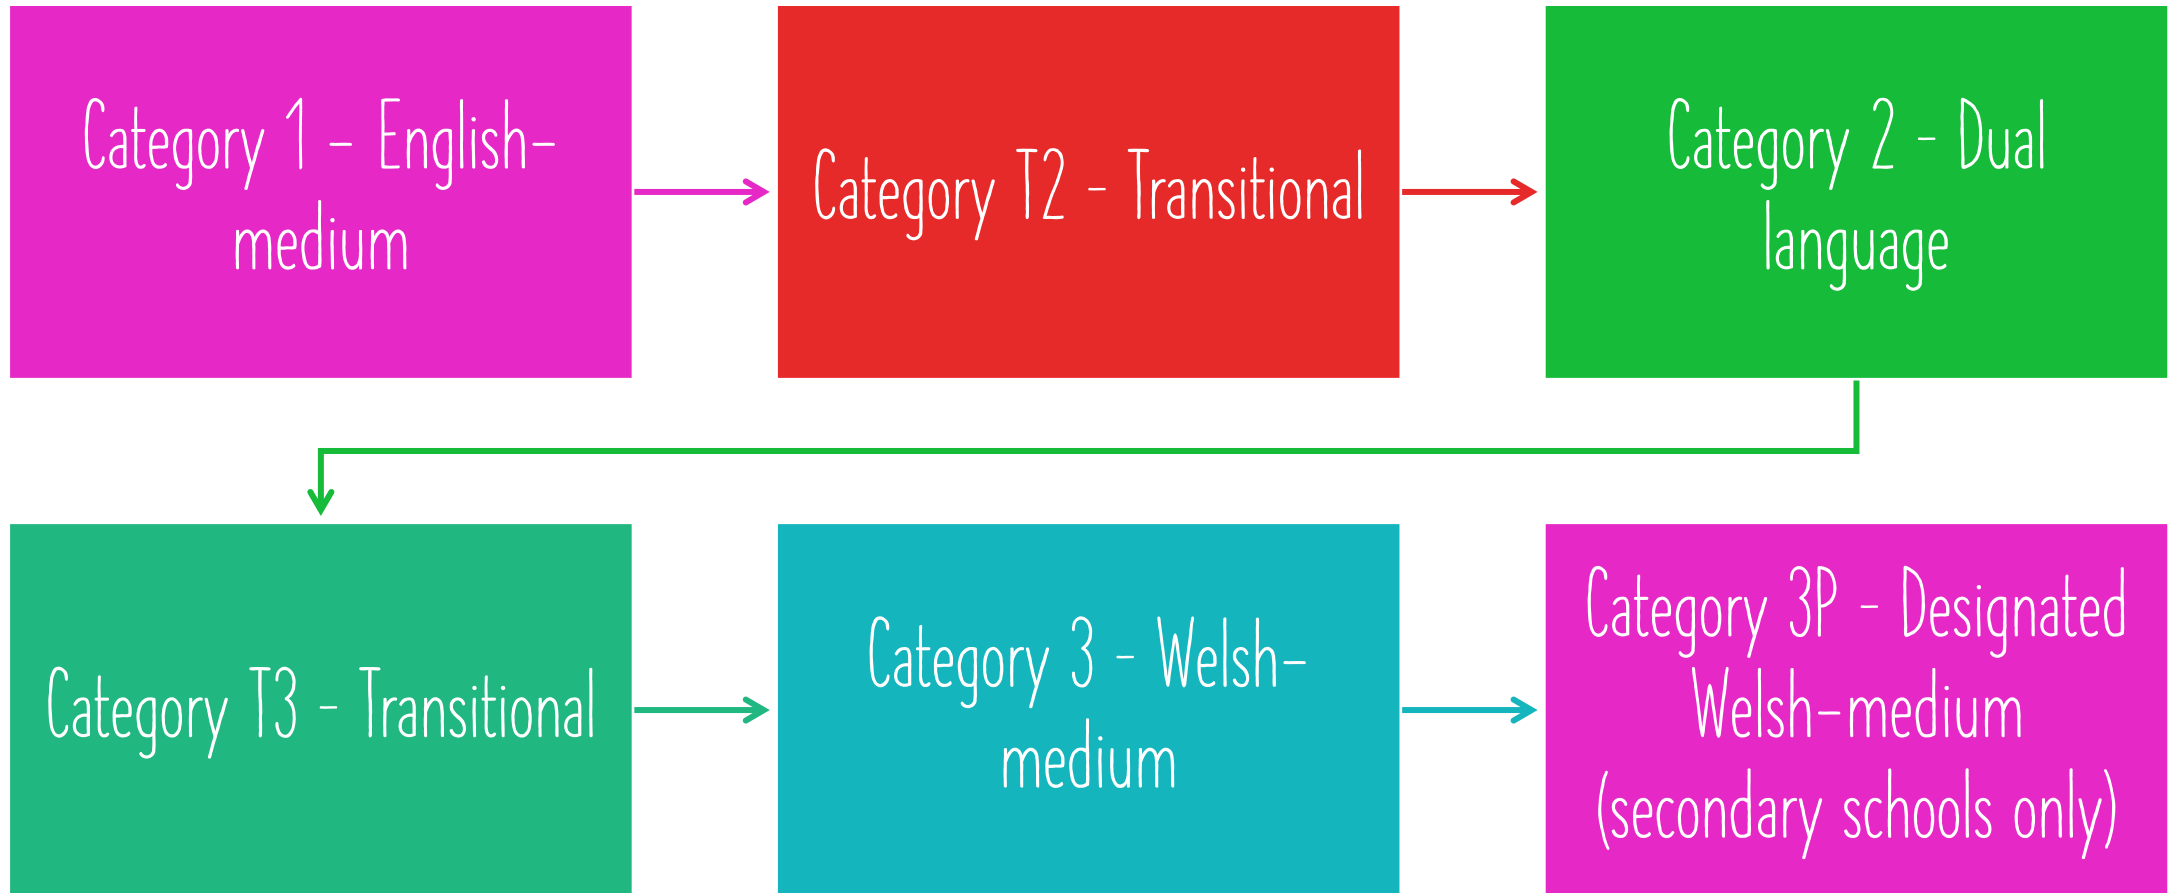 Category 1 - English-
medium
Category T2 - Transitional
Category 2 - Dual
language
Category T3 - Transitional
Category 3 - Welsh-
medium
Category 3P - Designated
Welsh-medium
(secondary schools only)